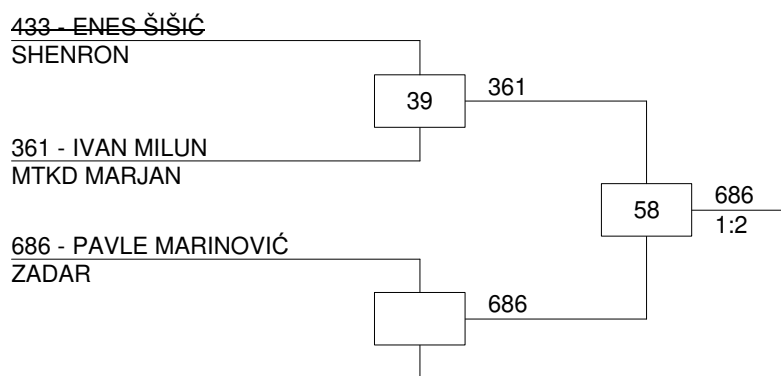 433 - ENES ŠIŠIĆ
SHENRON
39
361
361 - IVAN MILUN
MTKD MARJAN
58
686
1:2
686 - PAVLE MARINOVIĆ
ZADAR
686